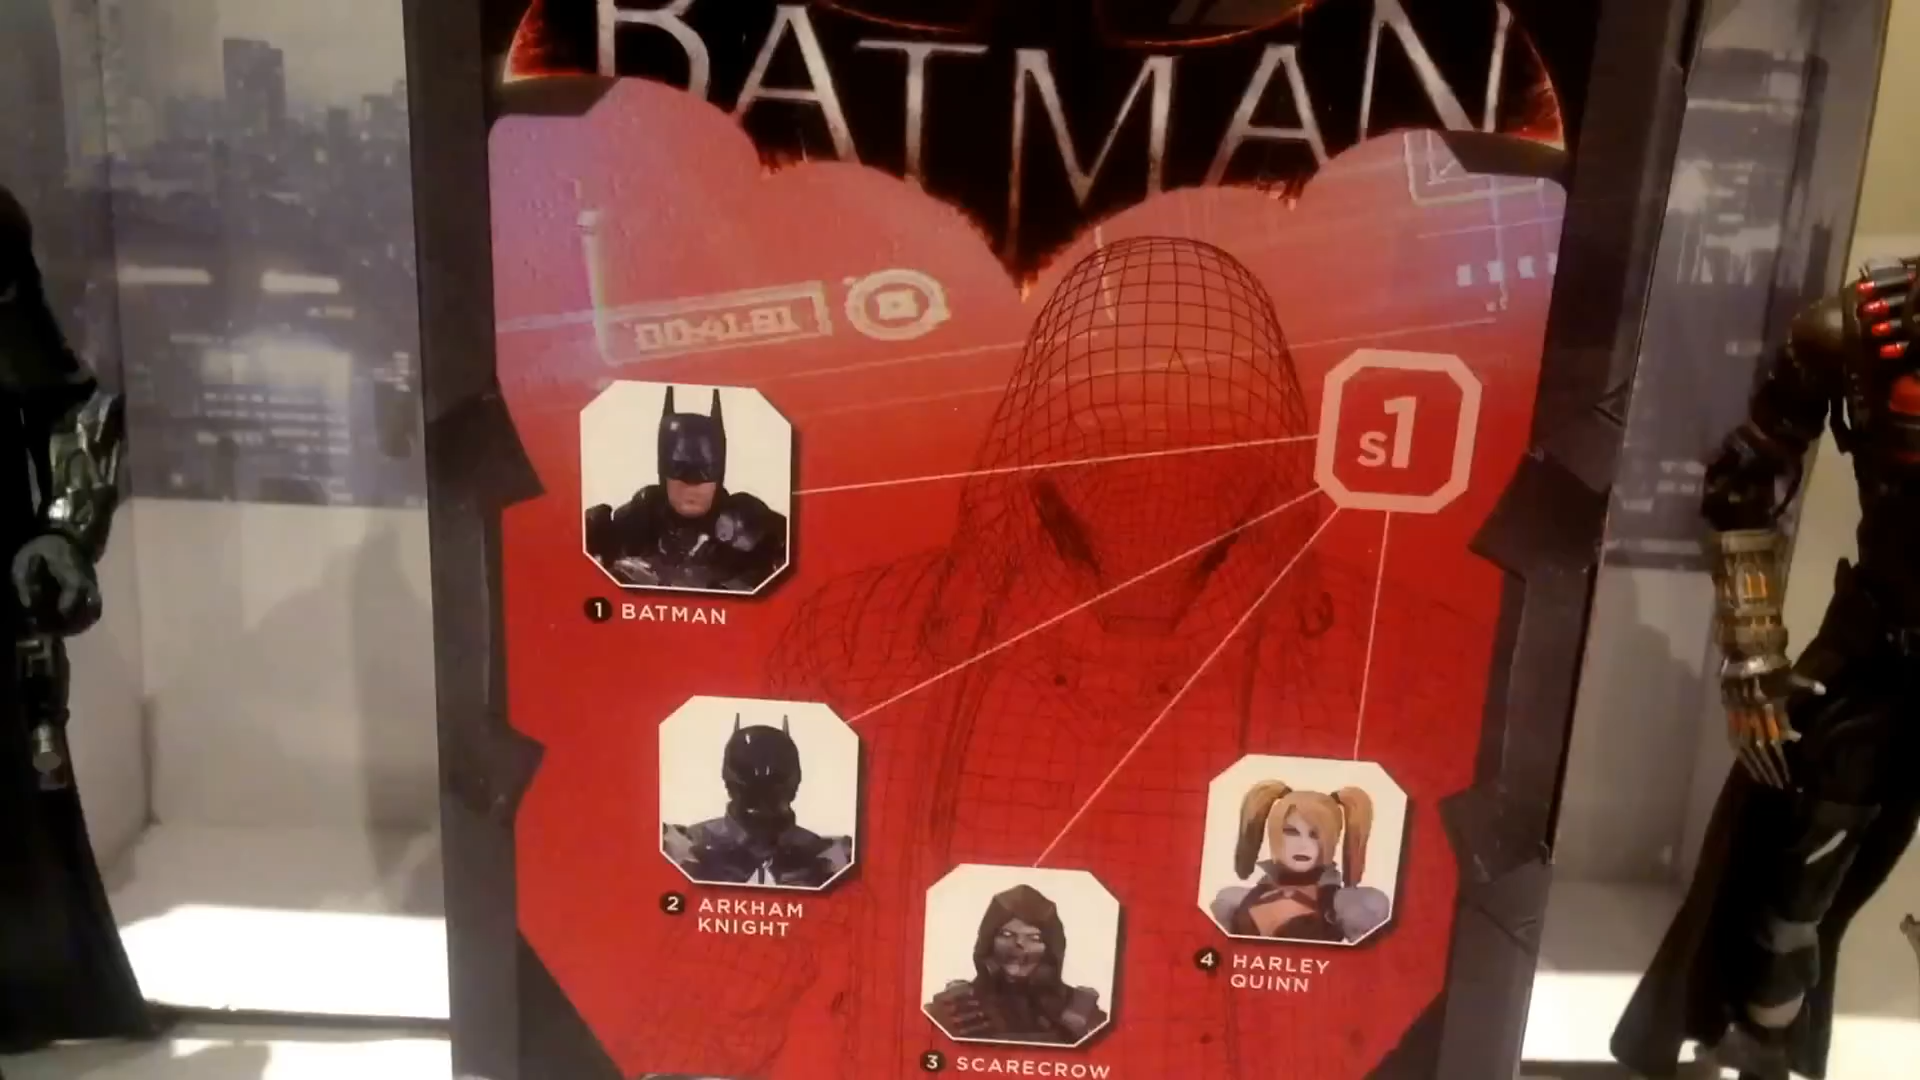 BATMAN
s1
1 BATMAN
2 ARKHAM
KNIGHT
4 HARLEY
QUINN
3 SCARECROW